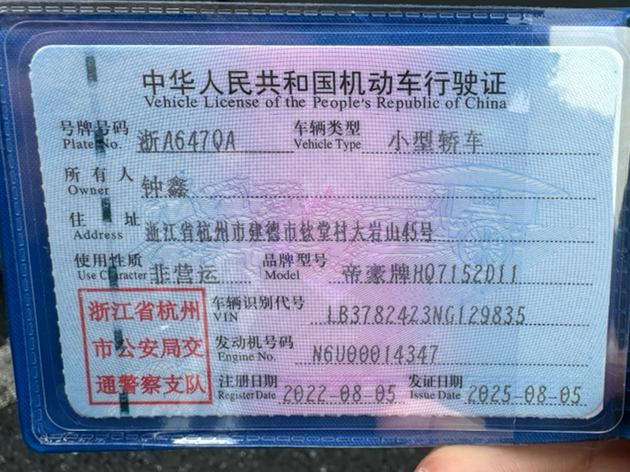 中华人民共和国机动车行驶证
Vehicle License of the People's Republic of China
号牌号码 Plate No. 浙A647QA 车辆类型 Vehicle Type 小型轿车
所有人 Owner 钟鑫
住址 Address 浙江省杭州市建德市钦堂村大岩山45号
使用性质 Use Character 非营运 品牌型号 Model 帝豪牌HQ7152D11
浙江省杭州市公安局交通警察支队
车辆识别代号 VIN LB37824Z3NG129835
发动机号码 Engine No. N6U00014347
注册日期 Register Date 2022-08-05 发证日期 Issue Date 2025-08-05